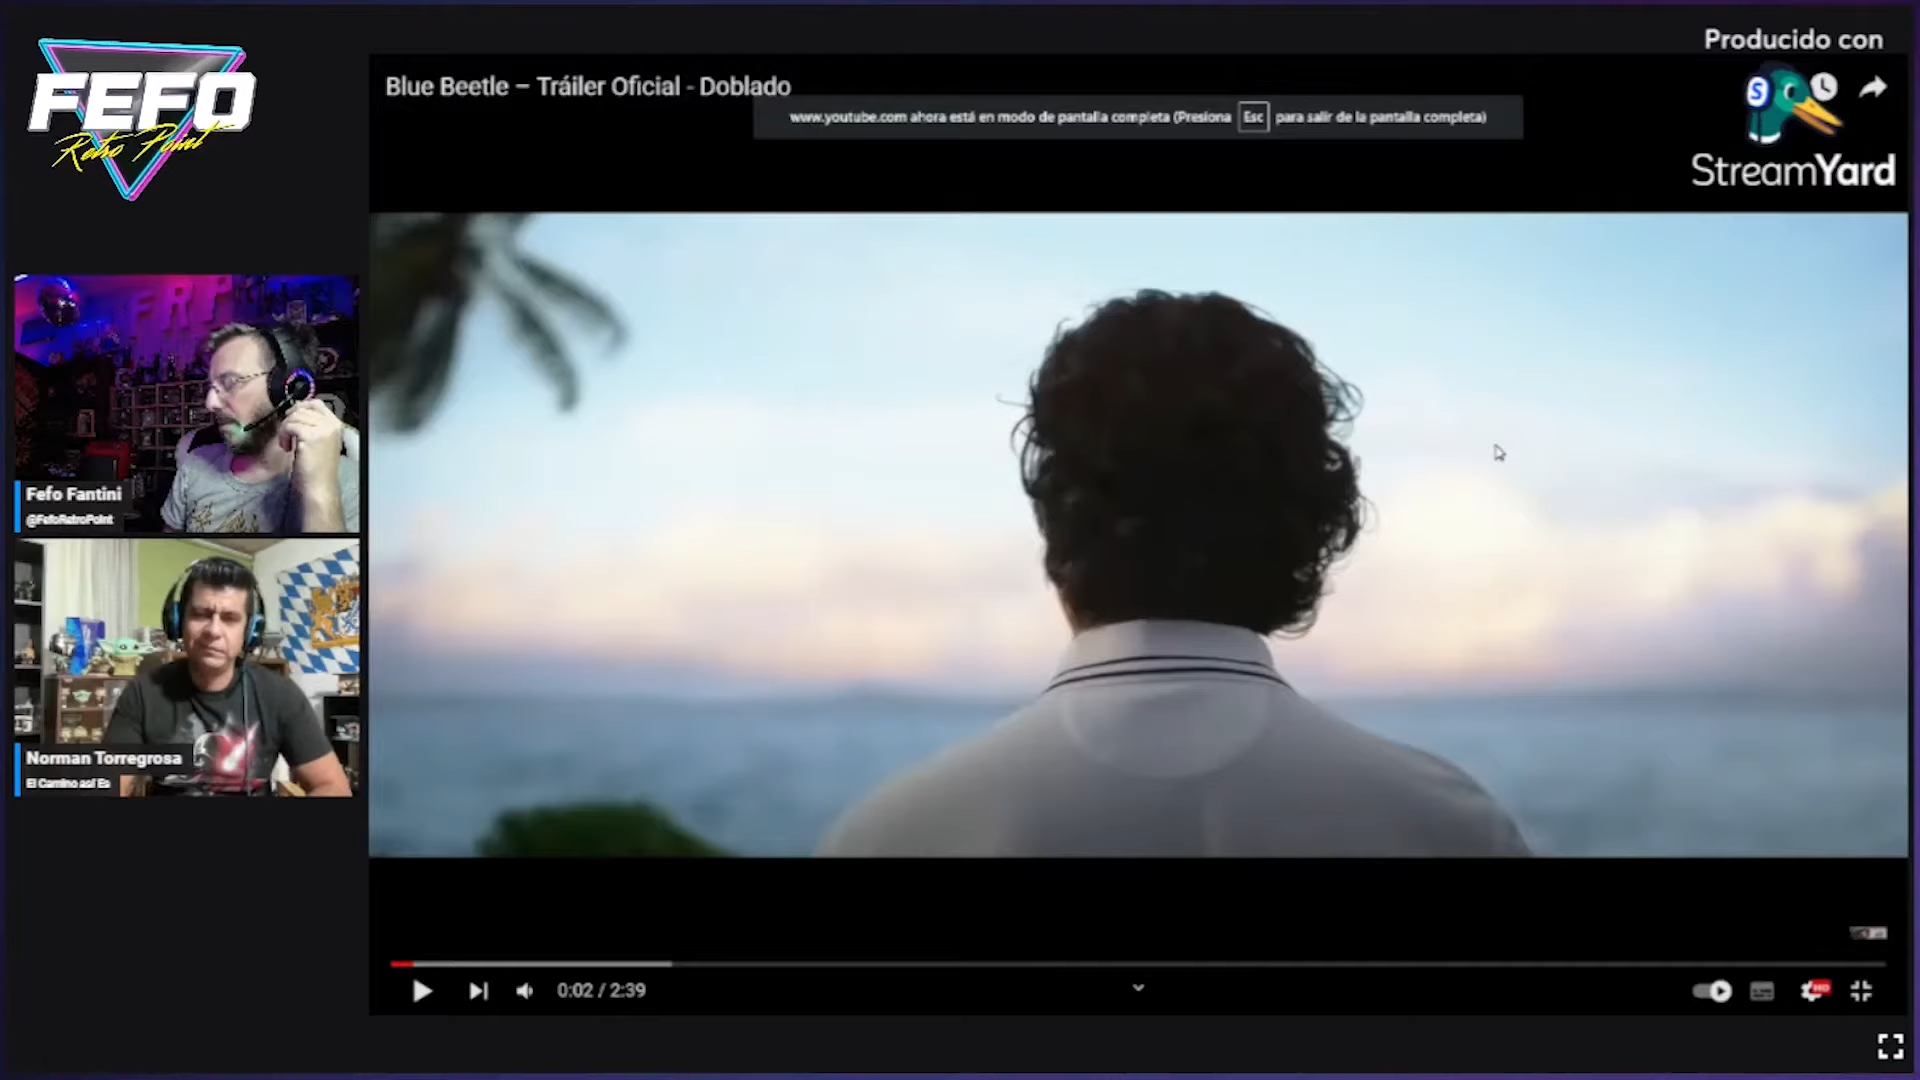 FEFO
Retro Point
Producido con
StreamYard
Blue Beetle – Tráiler Oficial - Doblado
www.youtube.com ahora está en modo de pantalla completa (Presiona Esc para salir de la pantalla completa)
FRP
Fefo Fantini
@FefoRetroPoint
Norman Torregrosa
El Camino así Es
0:02 / 2:39
HD